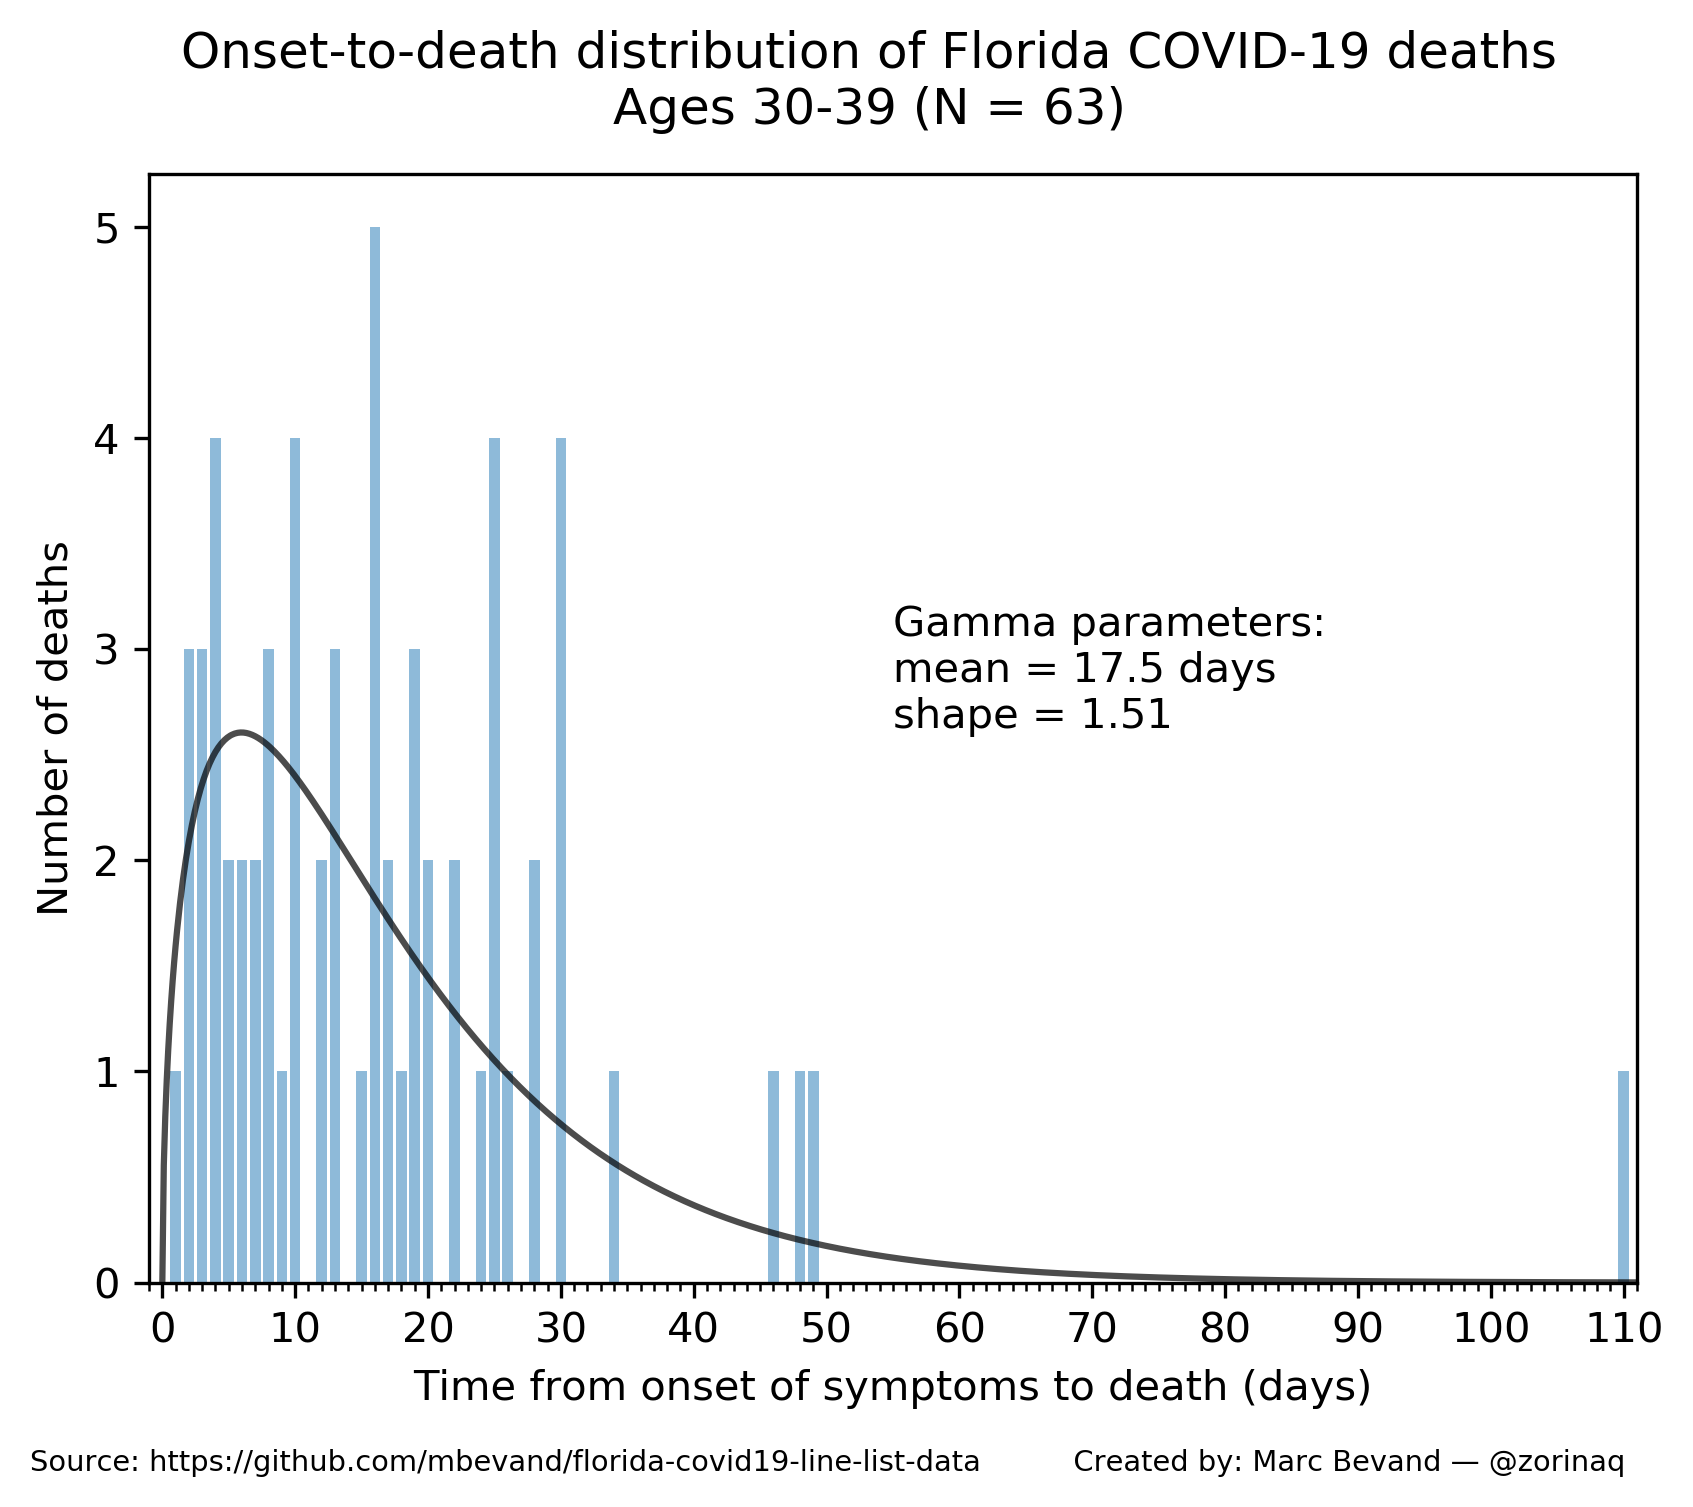 Onset-to-death distribution of Florida COVID-19 deaths
Ages 30-39 (N = 63)
5
4
3
2
1
0
Number of deaths
Gamma parameters:
mean = 17.5 days
shape = 1.51
0 10 20 30 40 50 60 70 80 90 100 110
Time from onset of symptoms to death (days)
Source: https://github.com/mbevand/florida-covid19-line-list-data Created by: Marc Bevand — @zorinaq